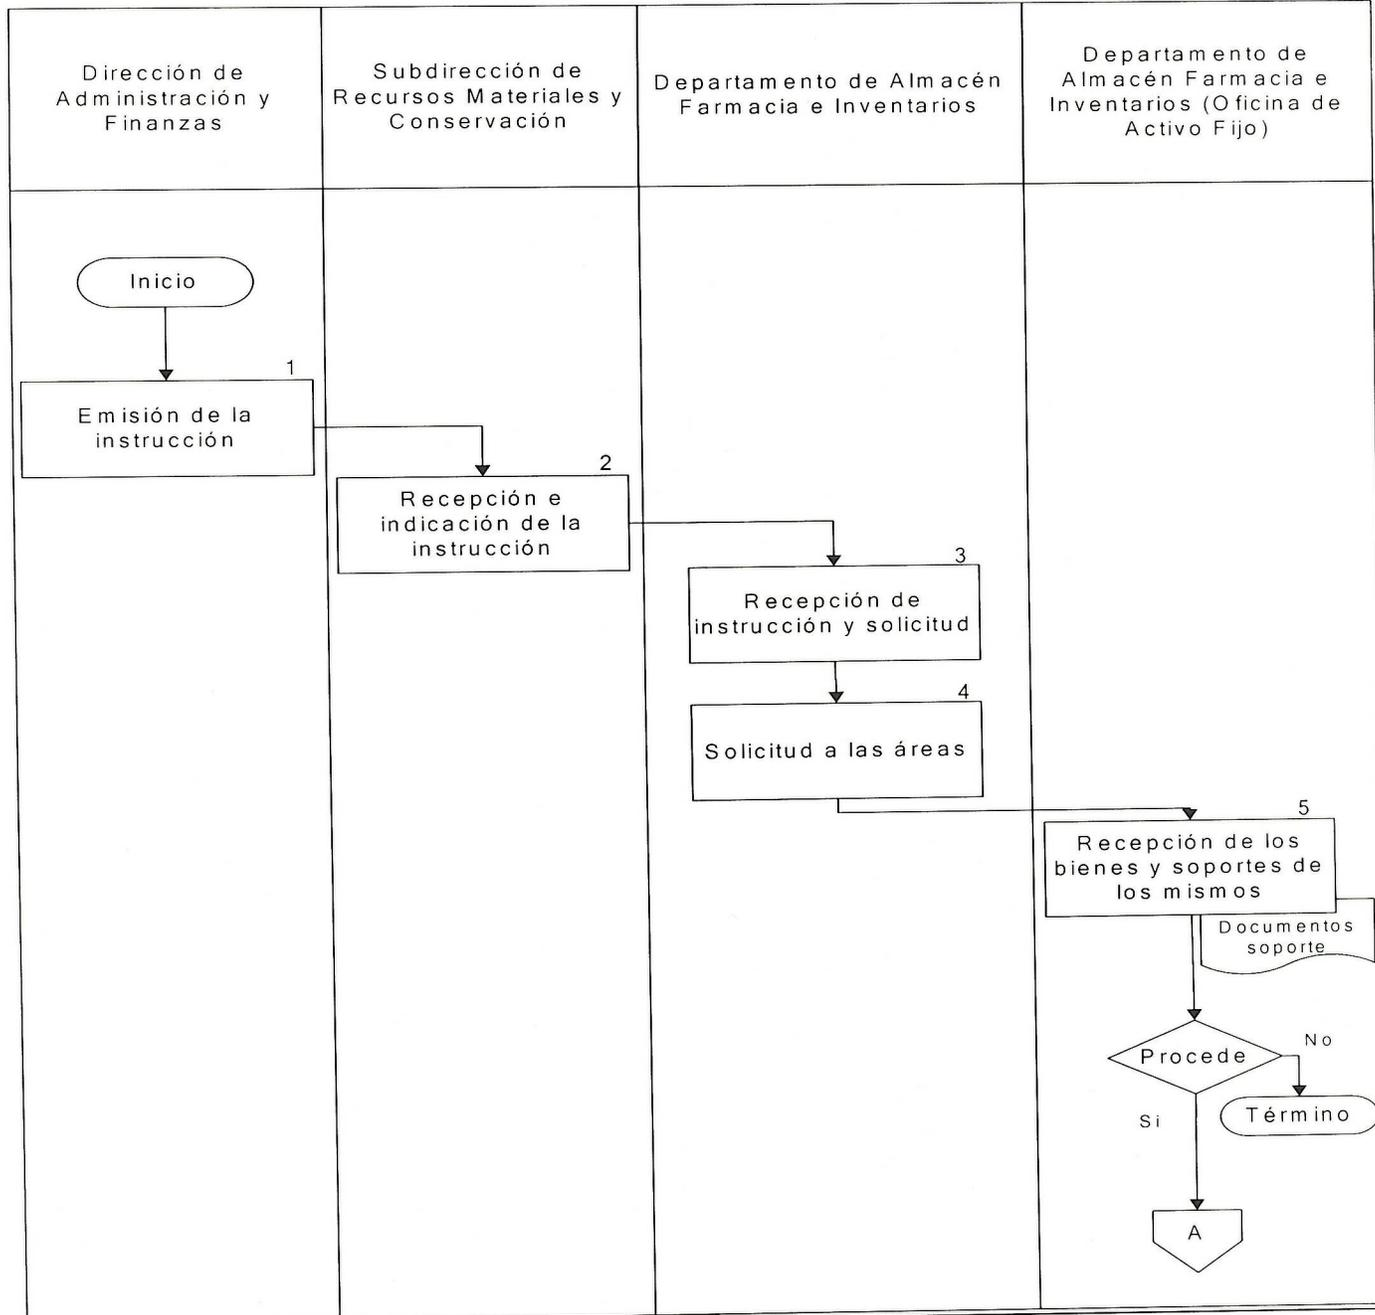 Dirección de
Administración y
Finanzas
Subdirección de
Recursos Materiales y
Conservación
Departamento de Almacén
Farmacia e Inventarios
Departamento de
Almacén Farmacia e
Inventarios (Oficina de
Activo Fijo)
Inicio
1
Emisión de la
instrucción
2
Recepción e
indicación de la
instrucción
3
Recepción de
instrucción y solicitud
4
Solicitud a las áreas
5
Recepción de los
bienes y soportes de
los mismos
Documentos
soporte
Procede
No
Término
Si
A